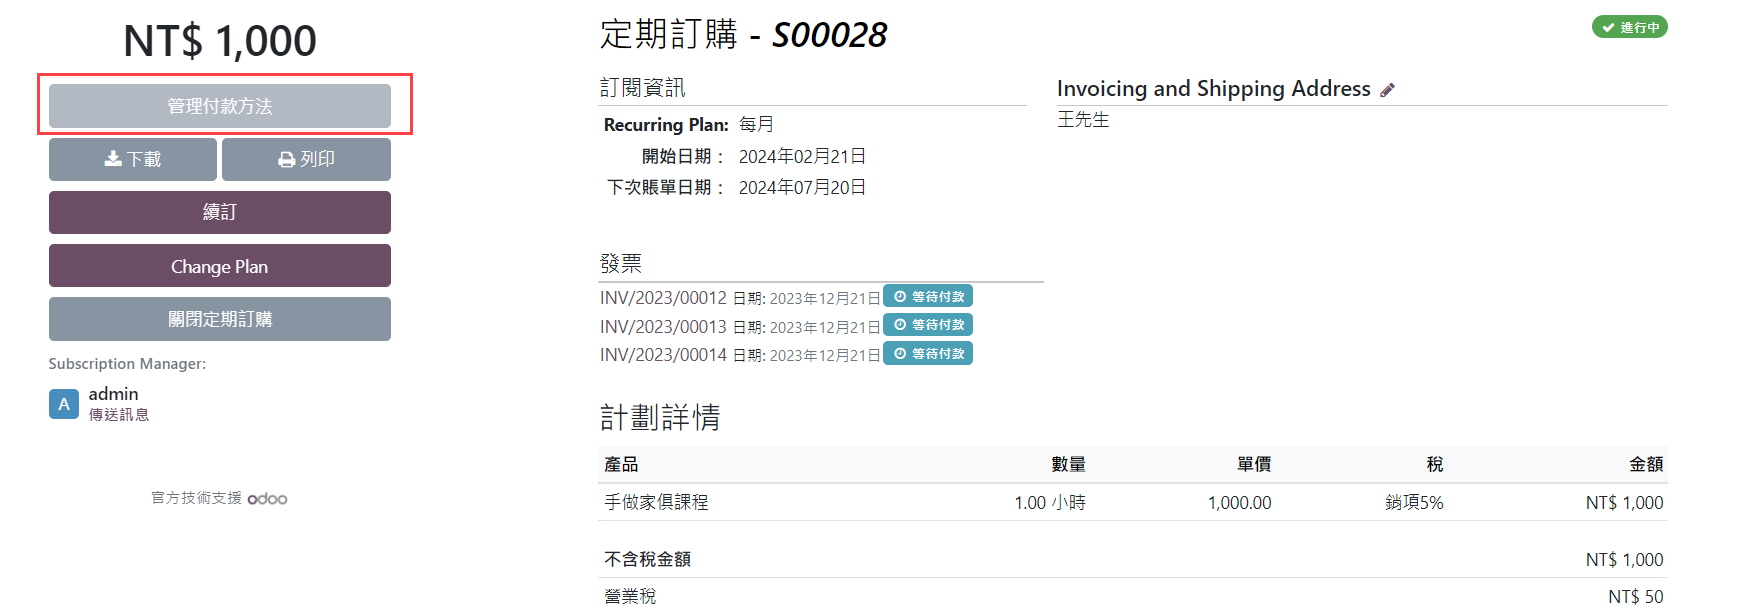 NT$ 1,000
管理付款方法
下載
列印
續訂
Change Plan
關閉定期訂購
Subscription Manager:
A
admin
傳送訊息
官方技術支援 odoo
定期訂購 - S00028
進行中
訂閱資訊
Recurring Plan: 每月
開始日期： 2024年02月21日
下次賬單日期： 2024年07月20日
Invoicing and Shipping Address
王先生
發票
INV/2023/00012 日期: 2023年12月21日 等待付款
INV/2023/00013 日期: 2023年12月21日 等待付款
INV/2023/00014 日期: 2023年12月21日 等待付款
計劃詳情
產品 數量 單價 稅 金額
手做家俱課程 1.00 小時 1,000.00 銷項5% NT$ 1,000
不含稅金額 NT$ 1,000
營業稅 NT$ 50